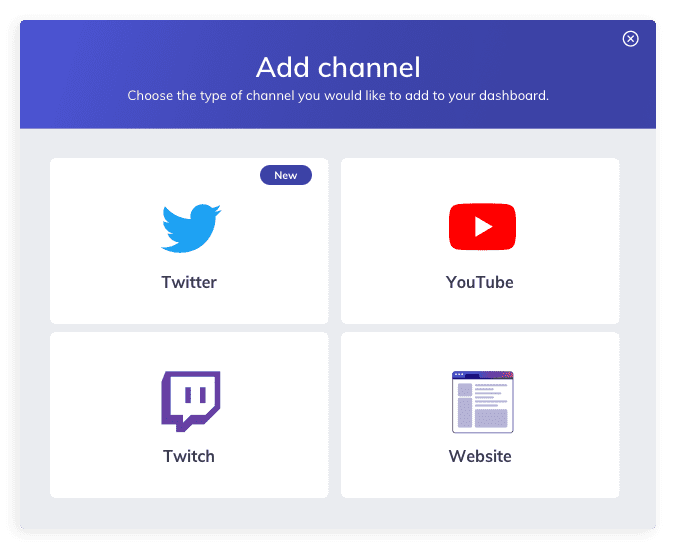 Add channel
Choose the type of channel you would like to add to your dashboard.
New
Twitter
YouTube
Twitch
Website